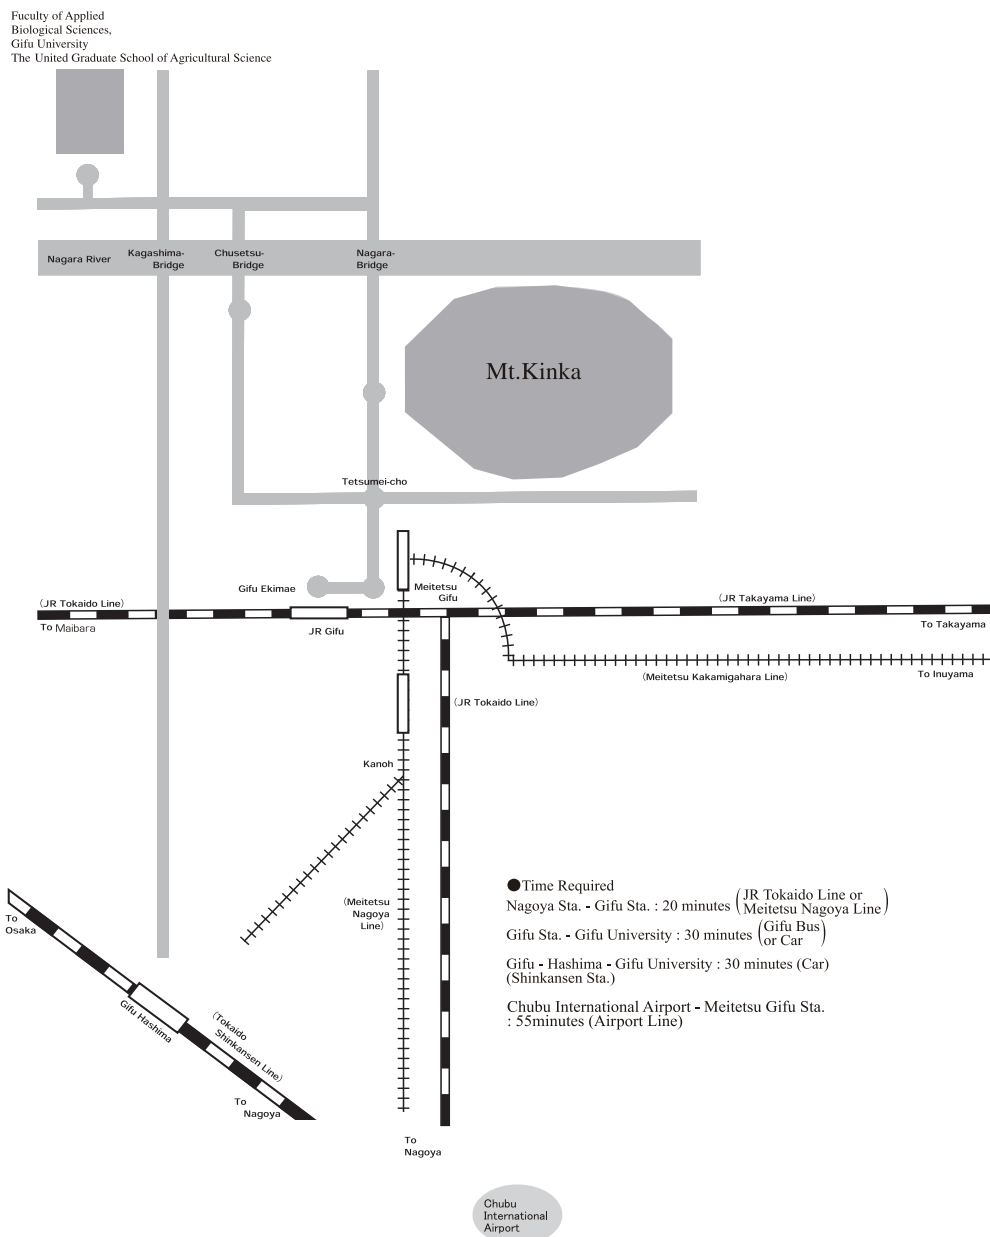 Fuculty of Applied
Biological Sciences,
Gifu University
The United Graduate School of Agricultural Science
Nagara River
Kagashima-
Bridge
Chusetsu-
Bridge
Nagara-
Bridge
Mt.Kinka
Tetsumei-cho
Gifu Ekimae
Meitetsu
Gifu
(JR Tokaido Line)
To Maibara
JR Gifu
(JR Takayama Line)
To Takayama
(Meitetsu Kakamigahara Line)
To Inuyama
(JR Tokaido Line)
Kanoh
(Meitetsu
Nagoya
Line)
To
Osaka
Gifu Hashima
(Tokaido
Shinkansen Line)
To
Nagoya
To
Nagoya
●Time Required
Nagoya Sta. - Gifu Sta. : 20 minutes (JR Tokaido Line or
Meitetsu Nagoya Line)
Gifu Sta. - Gifu University : 30 minutes (Gifu Bus
or Car)
Gifu - Hashima - Gifu University : 30 minutes (Car)
(Shinkansen Sta.)
Chubu International Airport - Meitetsu Gifu Sta.
: 55minutes (Airport Line)
Chubu
International
Airport